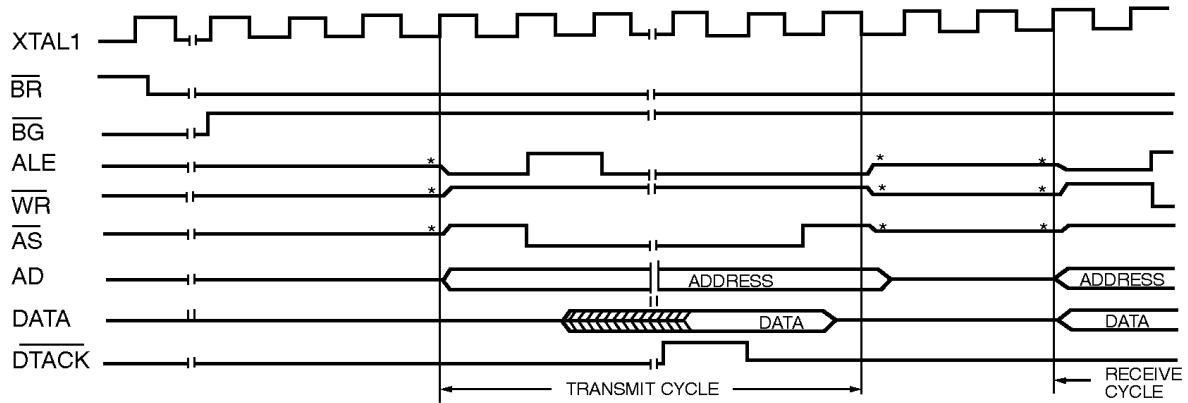 XTAL1
BR
BG
ALE
* * *
WR
* * *
AS
* * *
AD
ADDRESS ADDRESS
DATA
DATA DATA
DTACK
TRANSMIT CYCLE
RECEIVE
CYCLE